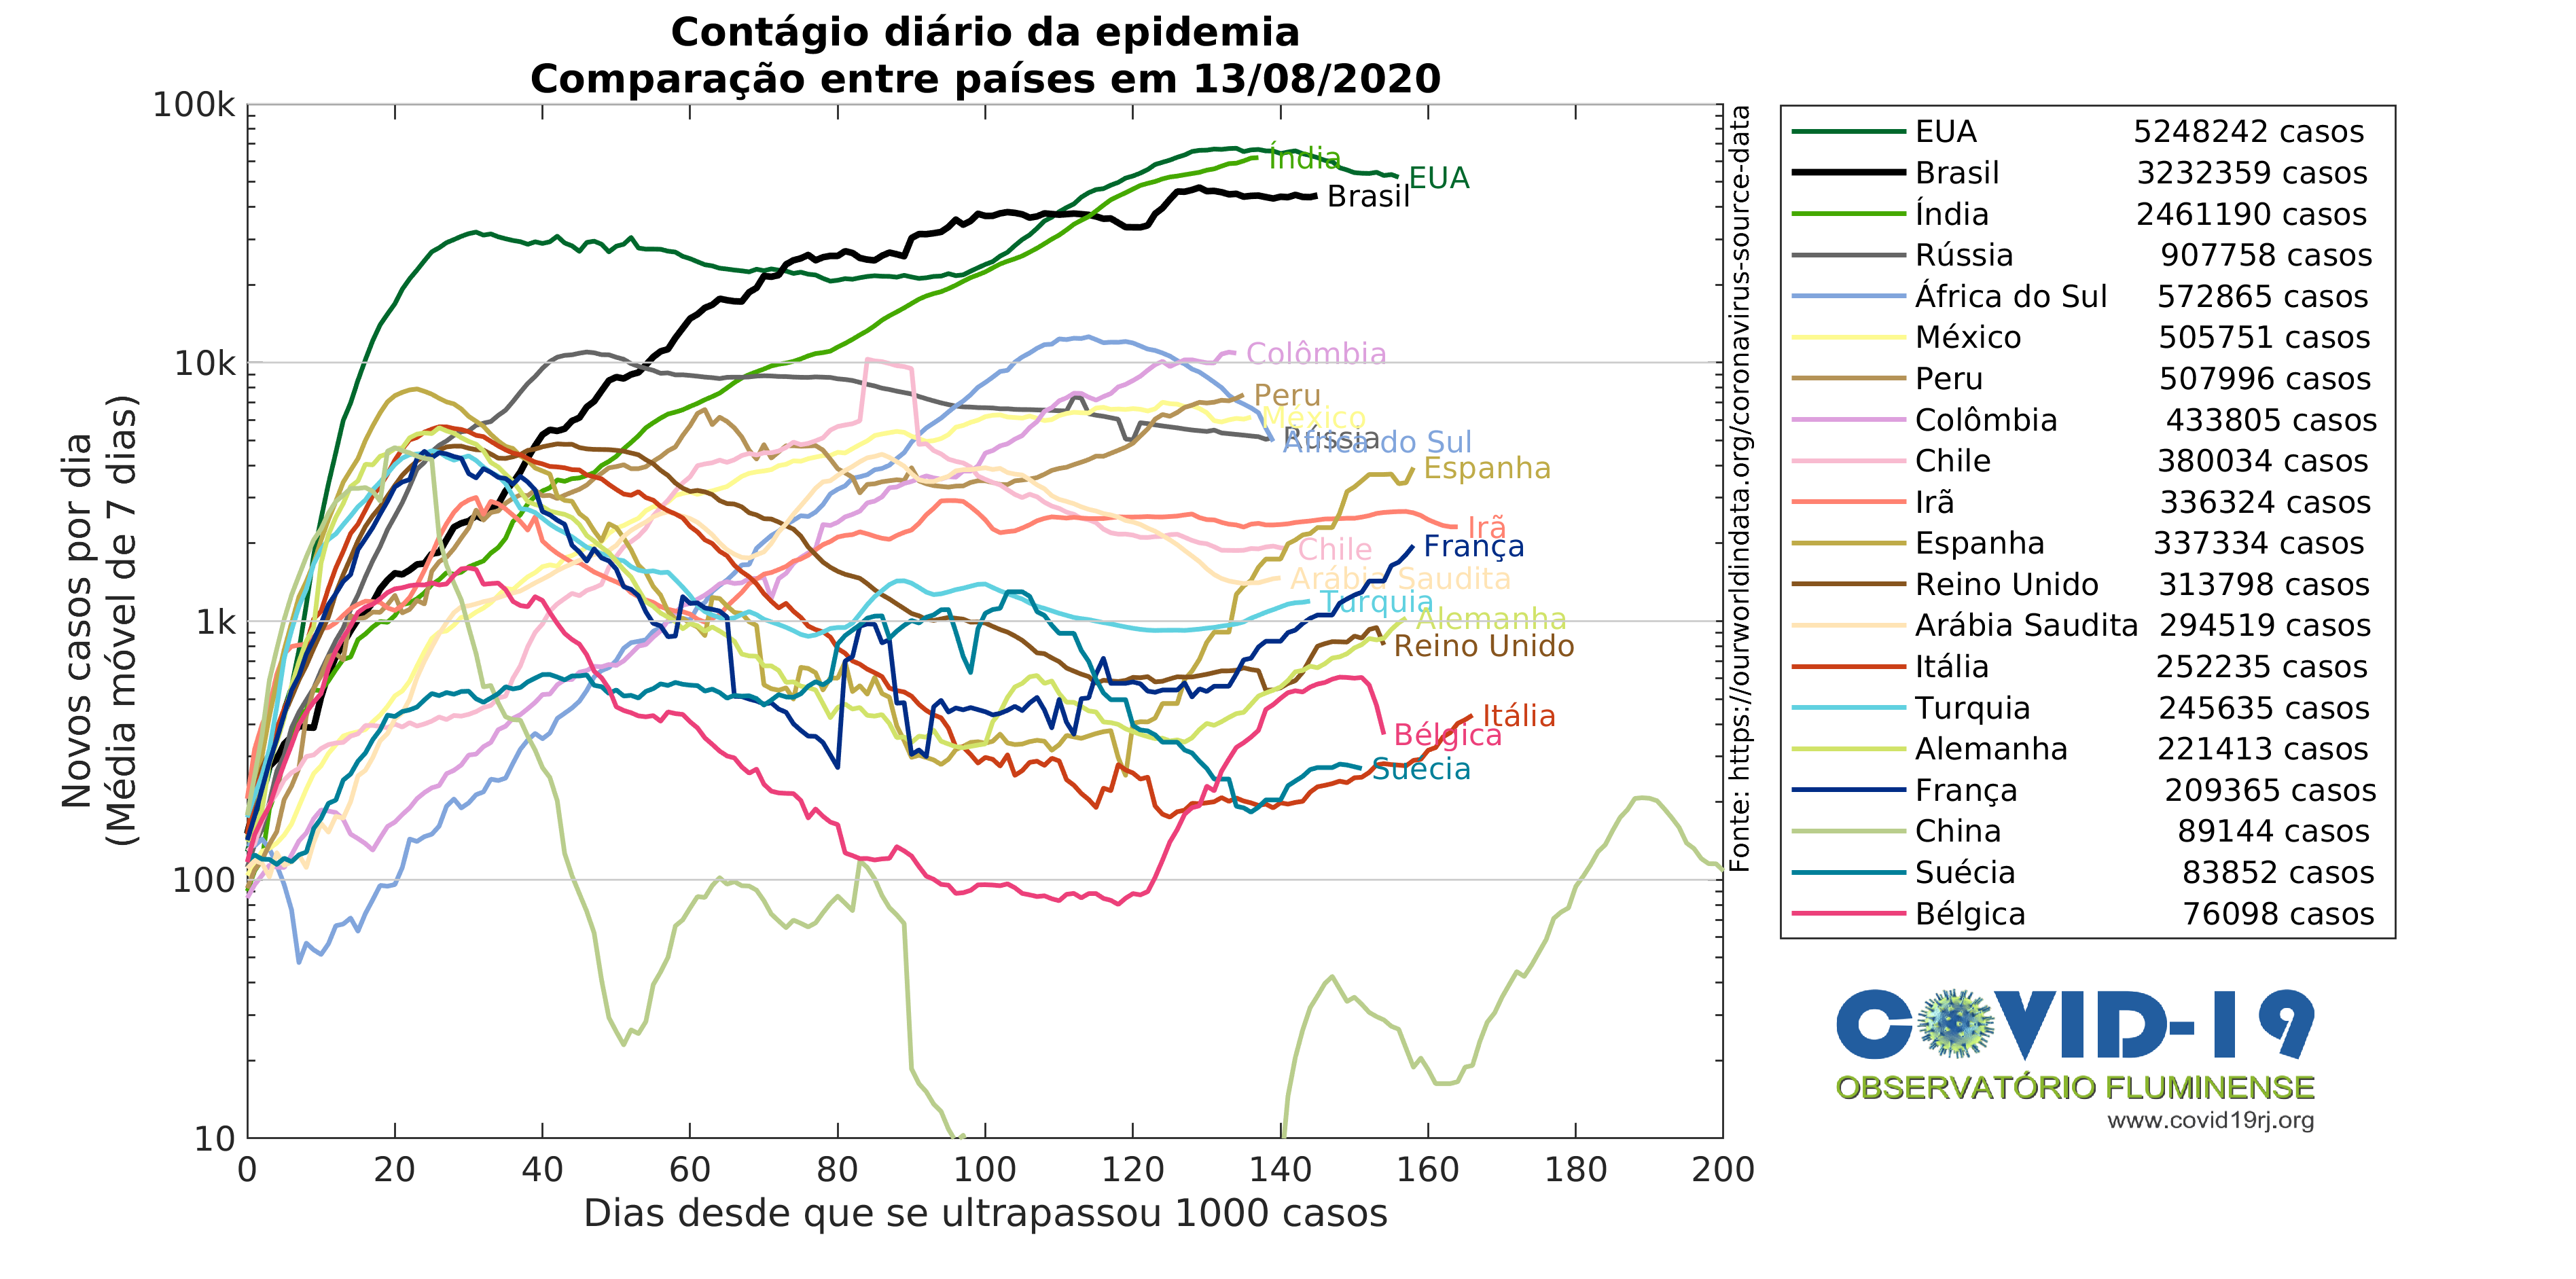 Contágio diário da epidemia
Comparação entre países em 13/08/2020
Novos casos por dia
(Média móvel de 7 dias)
100k
10k
1k
100
10
0 20 40 60 80 100 120 140 160 180 200
Dias desde que se ultrapassou 1000 casos
Índia
EUA
Brasil
Colômbia
Peru
México
Rússia
África do Sul
Espanha
Irã
França
Chile
Arábia Saudita
Turquia
Alemanha
Reino Unido
Itália
Bélgica
Suécia
Fonte: https://ourworldindata.org/coronavirus-source-data
EUA 5248242 casos
Brasil 3232359 casos
Índia 2461190 casos
Rússia 907758 casos
África do Sul 572865 casos
México 505751 casos
Peru 507996 casos
Colômbia 433805 casos
Chile 380034 casos
Irã 336324 casos
Espanha 337334 casos
Reino Unido 313798 casos
Arábia Saudita 294519 casos
Itália 252235 casos
Turquia 245635 casos
Alemanha 221413 casos
França 209365 casos
China 89144 casos
Suécia 83852 casos
Bélgica 76098 casos
COVID-19
OBSERVATÓRIO FLUMINENSE
www.covid19rj.org